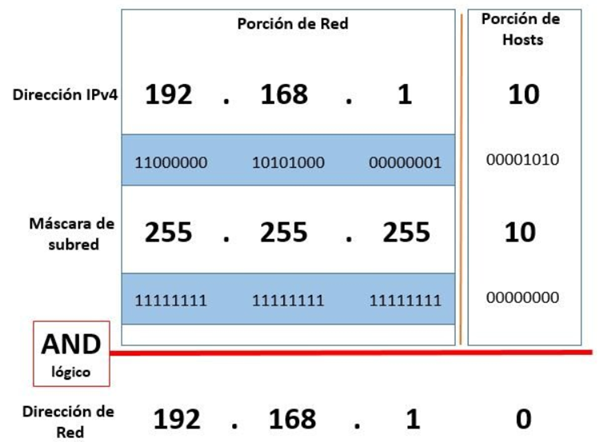 Porción de Red
Porción de
Hosts
Dirección IPv4
192 . 168 . 1 10
11000000 10101000 00000001 00001010
Máscara de
subred
255 . 255 . 255 10
11111111 11111111 11111111 00000000
AND
lógico
Dirección de
Red
192 . 168 . 1 0